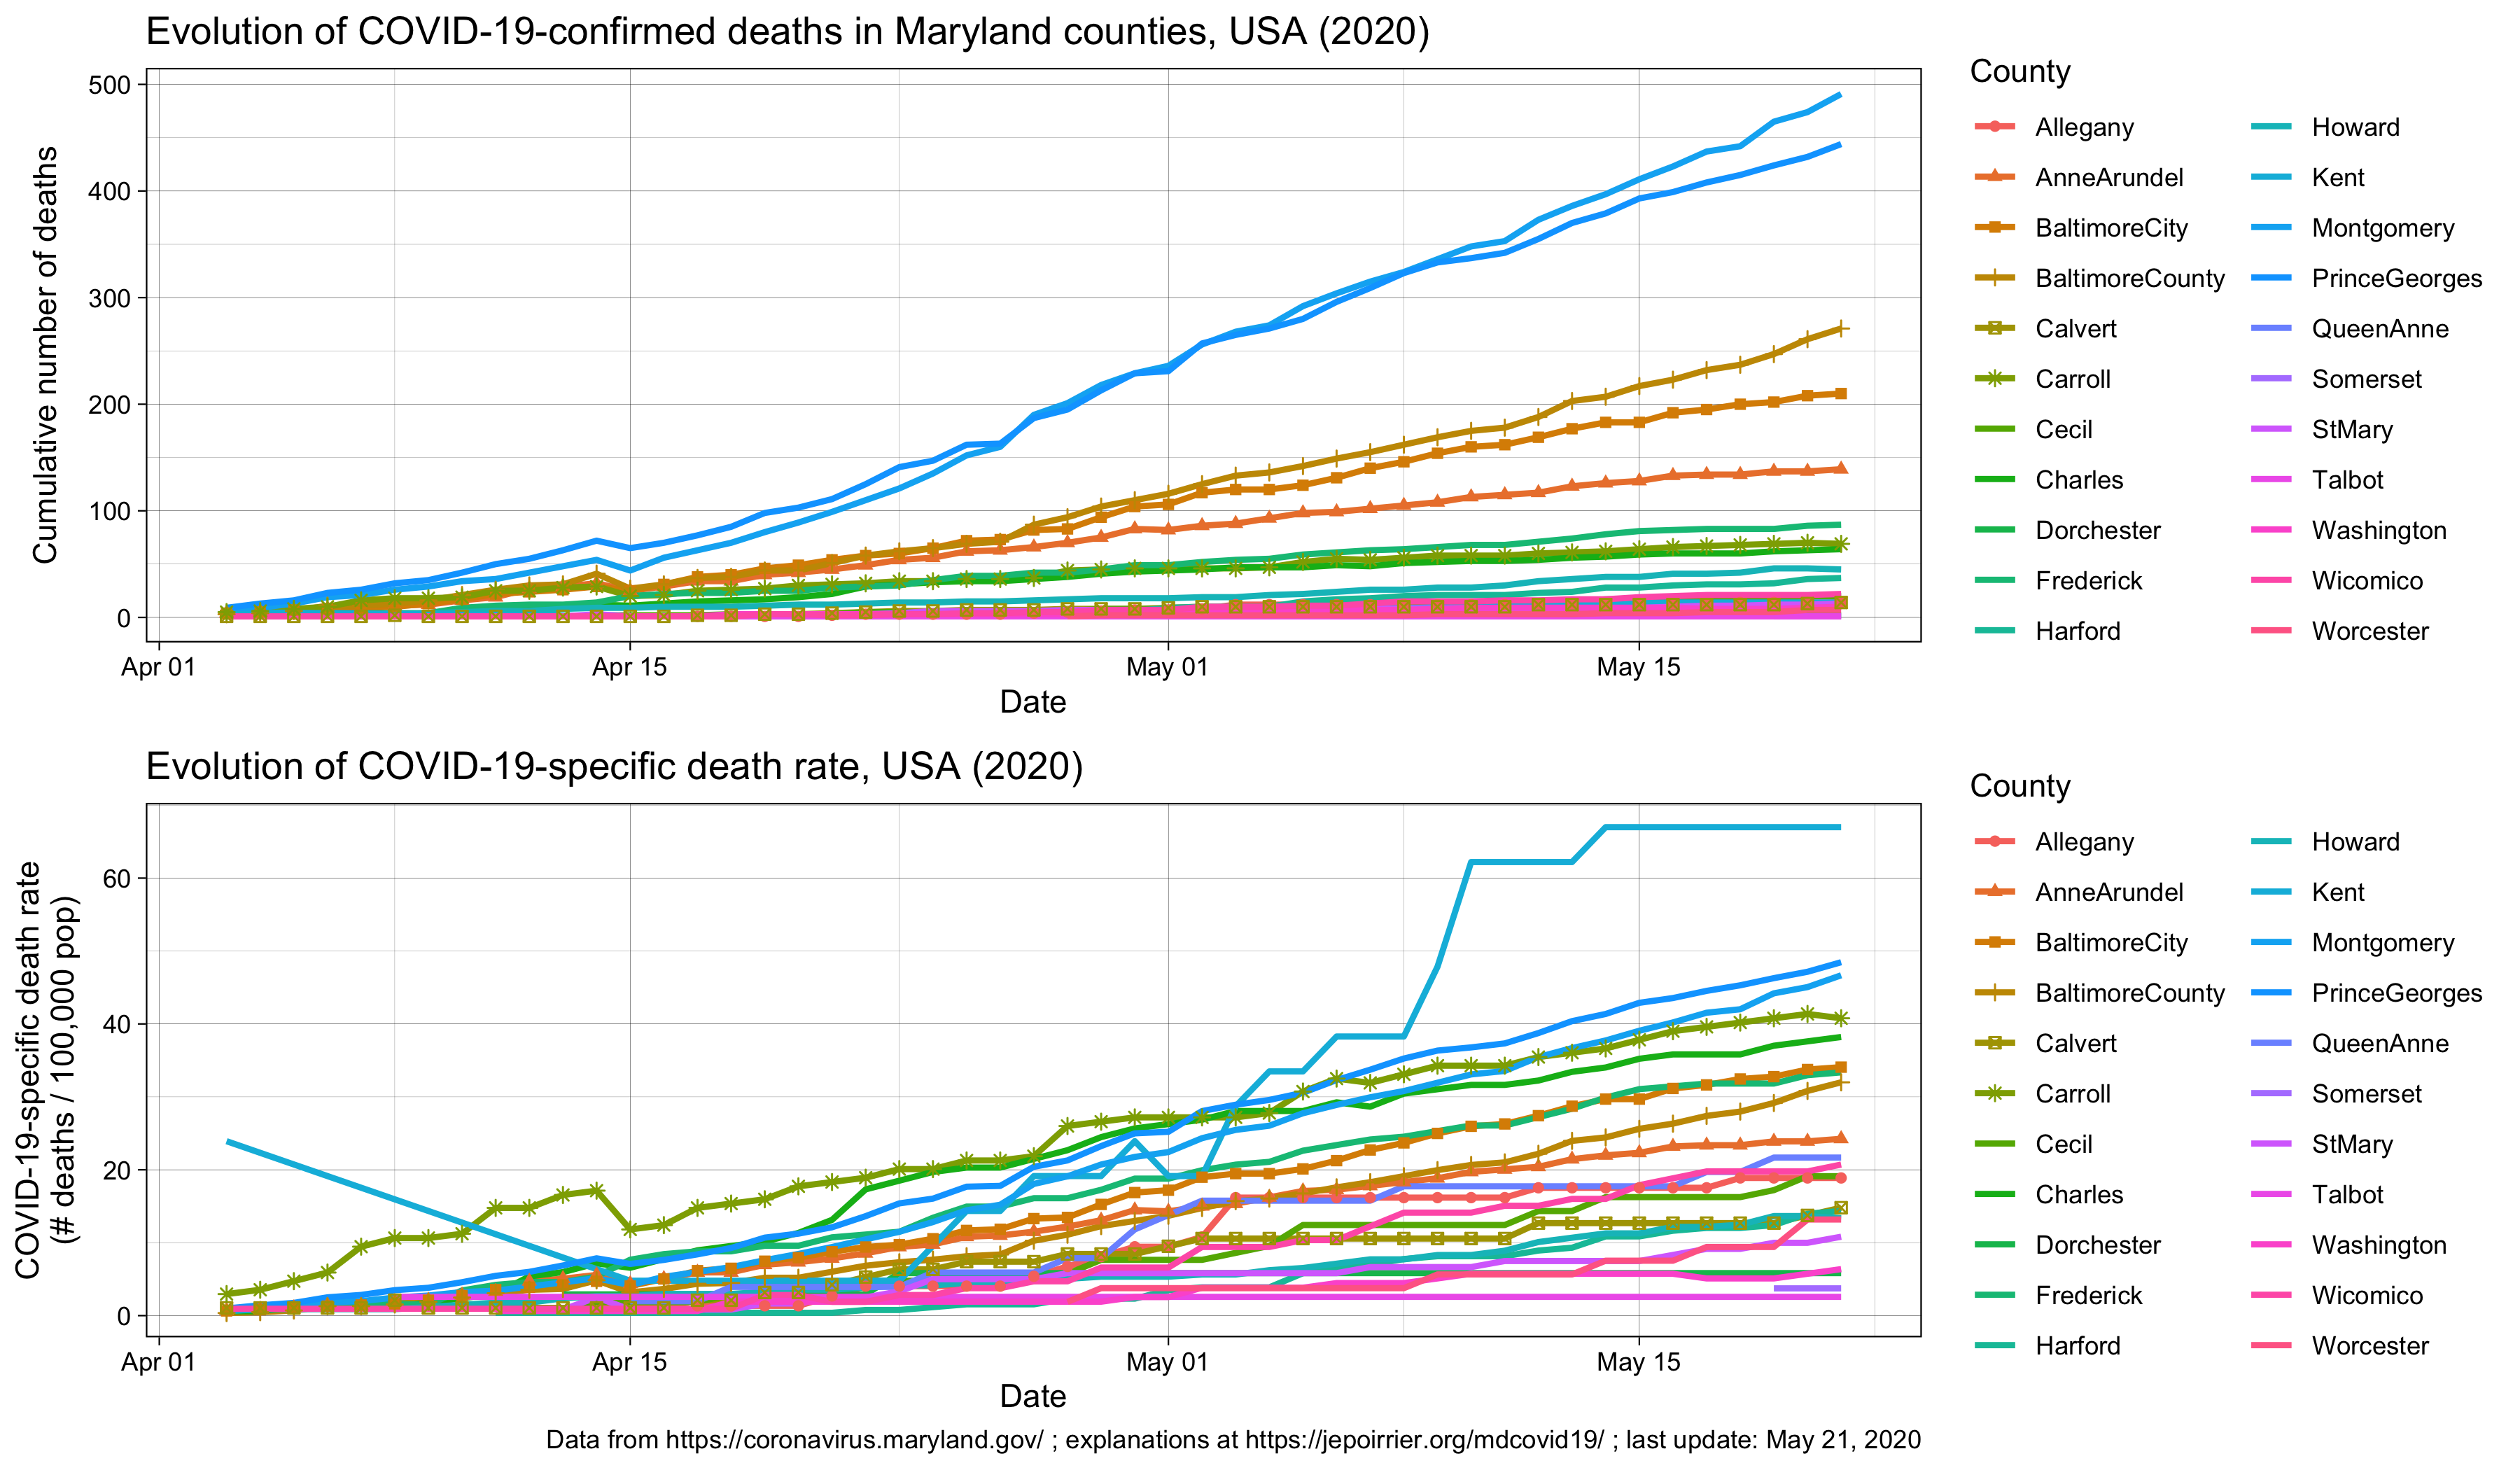 Evolution of COVID-19-confirmed deaths in Maryland counties, USA (2020)
Cumulative number of deaths
500
400
300
200
100
0
Apr 01
Apr 15
May 01
May 15
Date
County
Allegany
AnneArundel
BaltimoreCity
BaltimoreCounty
Calvert
Carroll
Cecil
Charles
Dorchester
Frederick
Harford
Howard
Kent
Montgomery
PrinceGeorges
QueenAnne
Somerset
StMary
Talbot
Washington
Wicomico
Worcester
Evolution of COVID-19-specific death rate, USA (2020)
COVID-19-specific death rate
(# deaths / 100,000 pop)
60
40
20
0
Apr 01
Apr 15
May 01
May 15
Date
County
Allegany
AnneArundel
BaltimoreCity
BaltimoreCounty
Calvert
Carroll
Cecil
Charles
Dorchester
Frederick
Harford
Howard
Kent
Montgomery
PrinceGeorges
QueenAnne
Somerset
StMary
Talbot
Washington
Wicomico
Worcester
Data from https://coronavirus.maryland.gov/ ; explanations at https://jepoirrier.org/mdcovid19/ ; last update: May 21, 2020